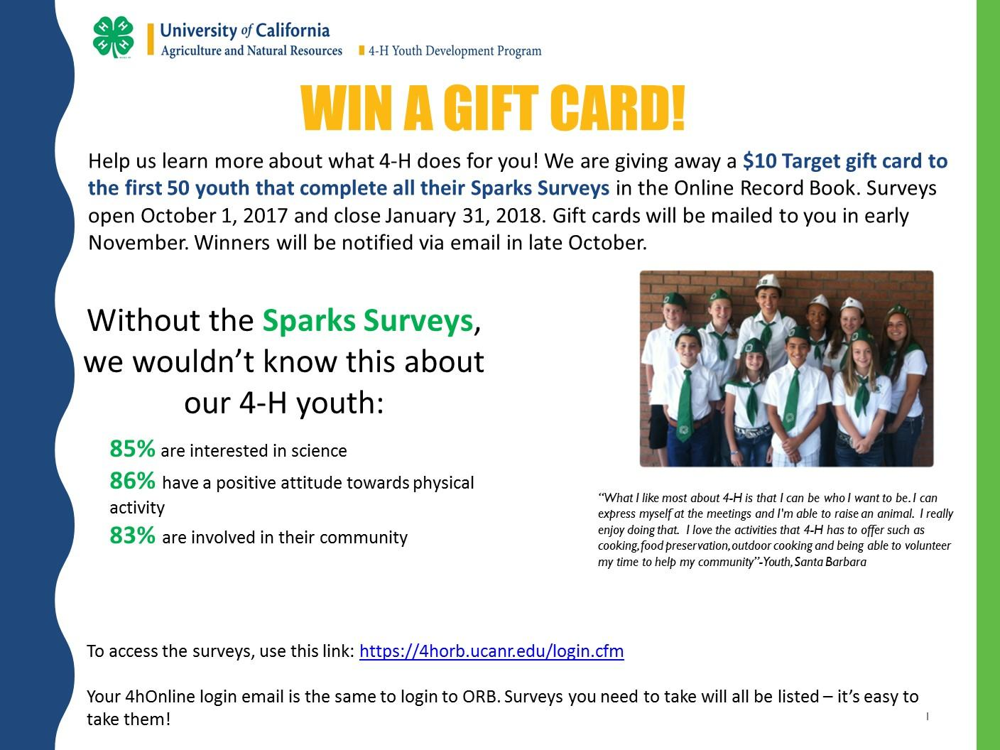 University of California
Agriculture and Natural Resources
4-H Youth Development Program
WIN A GIFT CARD!
Help us learn more about what 4-H does for you! We are giving away a $10 Target gift card to
the first 50 youth that complete all their Sparks Surveys in the Online Record Book. Surveys
open October 1, 2017 and close January 31, 2018. Gift cards will be mailed to you in early
November. Winners will be notified via email in late October.
Without the Sparks Surveys,
we wouldn’t know this about
our 4-H youth:
85% are interested in science
86% have a positive attitude towards physical
activity
83% are involved in their community
“What I like most about 4-H is that I can be who I want to be. I can
express myself at the meetings and I'm able to raise an animal. I really
enjoy doing that. I love the activities that 4-H has to offer such as
cooking, food preservation, outdoor cooking and being able to volunteer
my time to help my community”-Youth, Santa Barbara
To access the surveys, use this link: https://4horb.ucanr.edu/login.cfm
Your 4hOnline login email is the same to login to ORB. Surveys you need to take will all be listed – it’s easy to
take them!
1